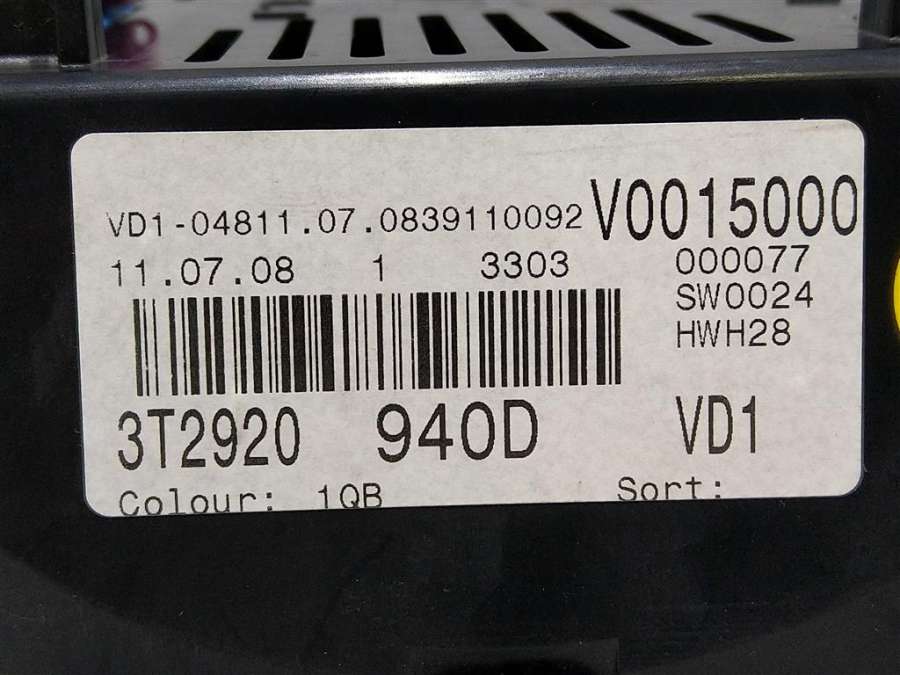 VD1-04811.07.0839110092 V0015000
11.07.08 1 3303 000077
SW0024
HWH28
3T2920 940D VD1
Colour: 1QB Sort: